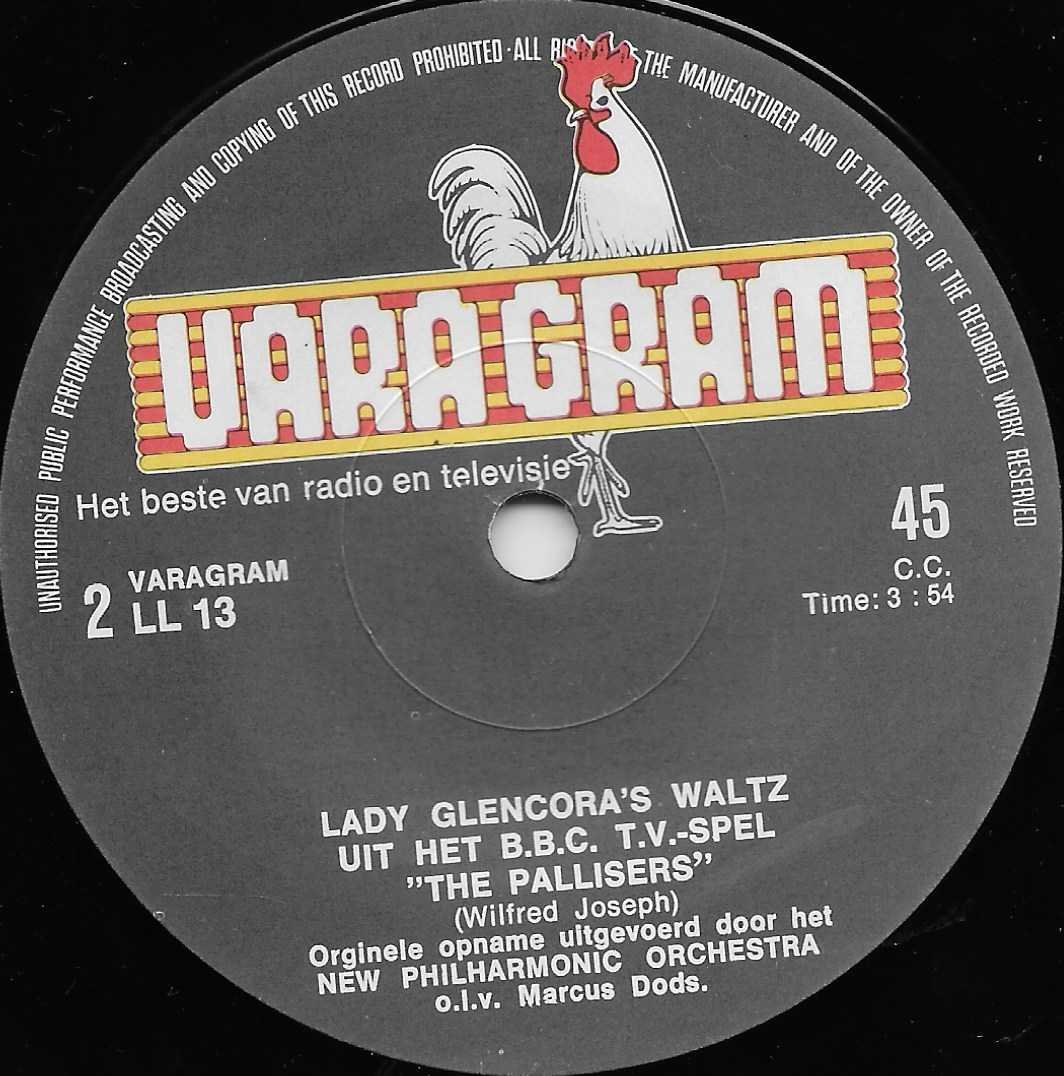 UNAUTHORISED PUBLIC PERFORMANCE BROADCASTING AND COPYING OF THIS RECORD PROHIBITED · ALL THE MANUFACTURER AND OF THE OWNER OF THE RECORDED WORK RESERVED
VARAGRAM
Het beste van radio en televisie
45
C.C.
Time: 3 : 54
VARAGRAM
2 LL 13
LADY GLENCORA'S WALTZ
UIT HET B.B.C. T.V.-SPEL
"THE PALLISERS"
(Wilfred Joseph)
Orginele opname uitgevoerd door het
NEW PHILHARMONIC ORCHESTRA
o.l.v. Marcus Dods.